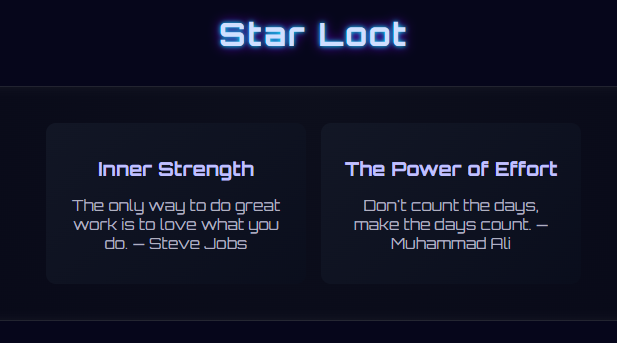 Star Loot
Inner Strength
The only way to do great
work is to love what you
do. — Steve Jobs
The Power of Effort
Don't count the days,
make the days count. —
Muhammad Ali